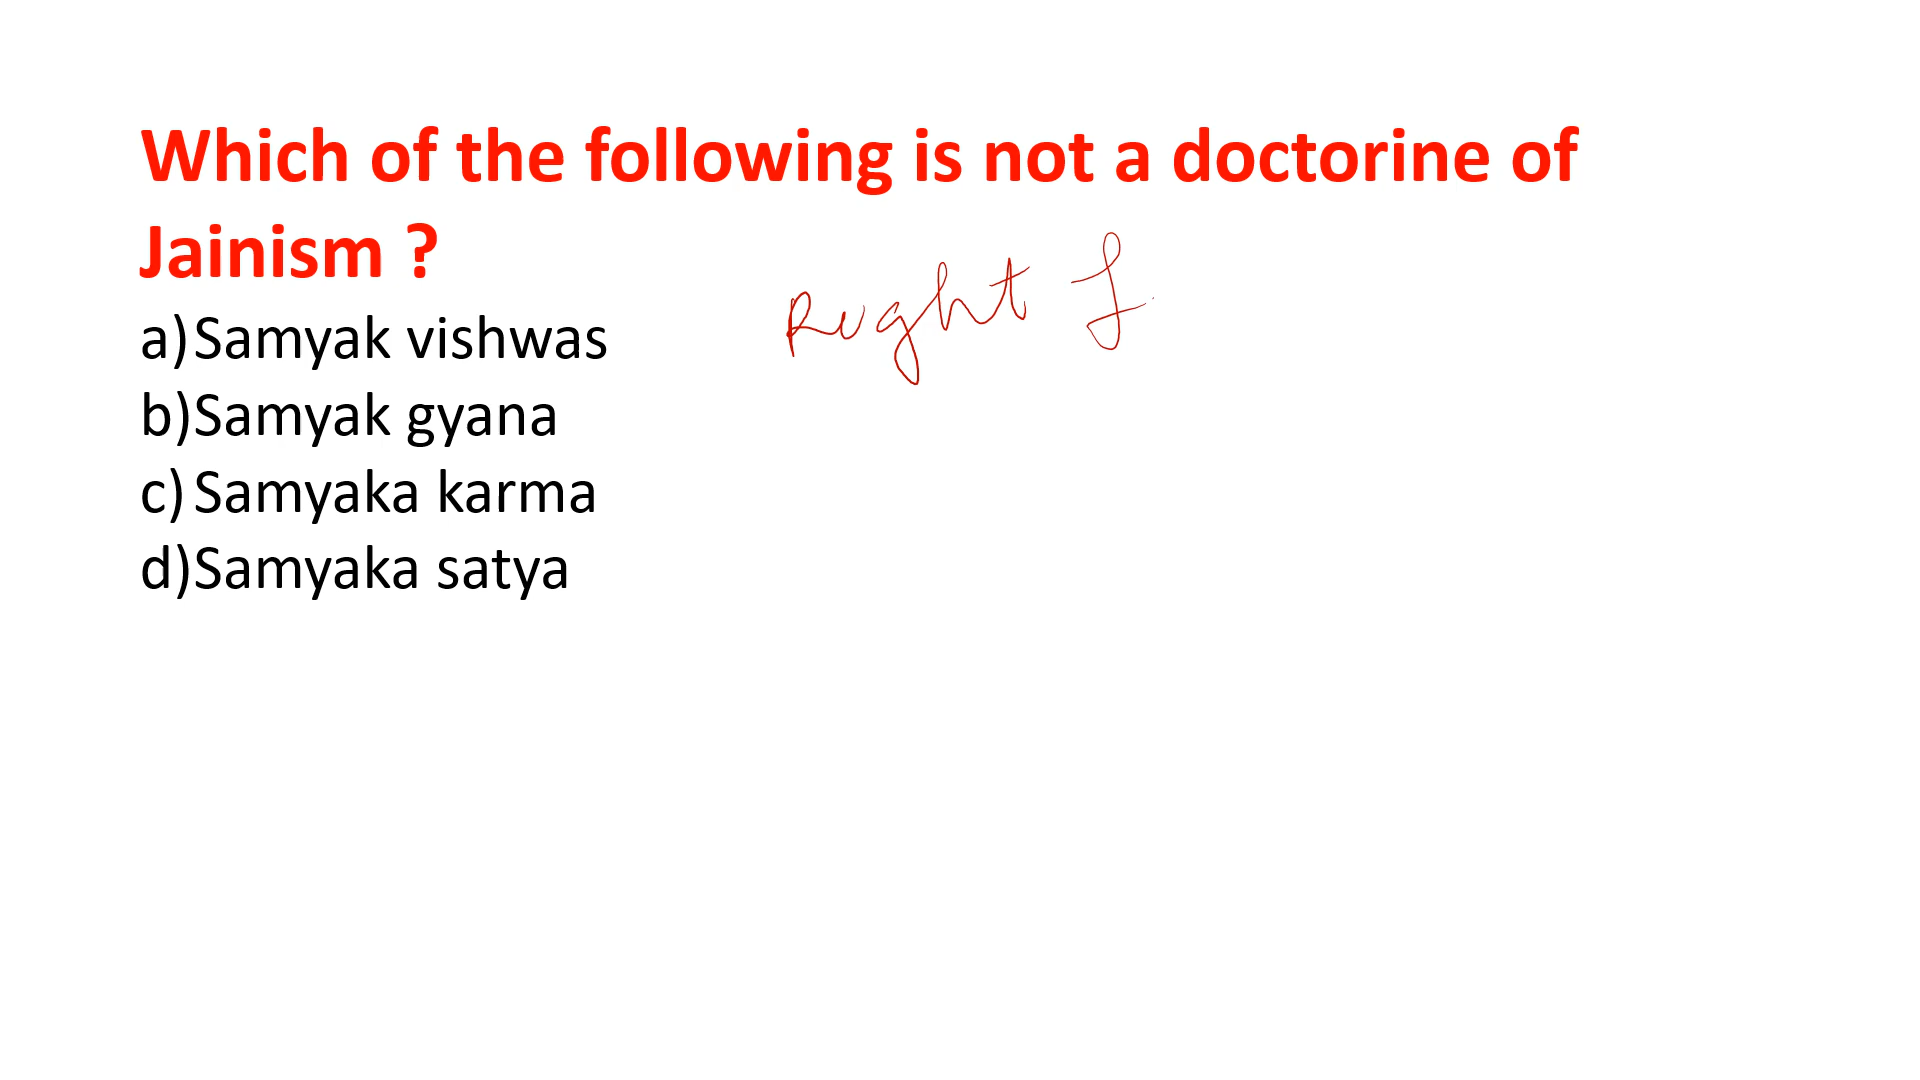 Which of the following is not a doctorine of
Jainism ?
Right f
a)Samyak vishwas
b)Samyak gyana
c)Samyaka karma
d)Samyaka satya